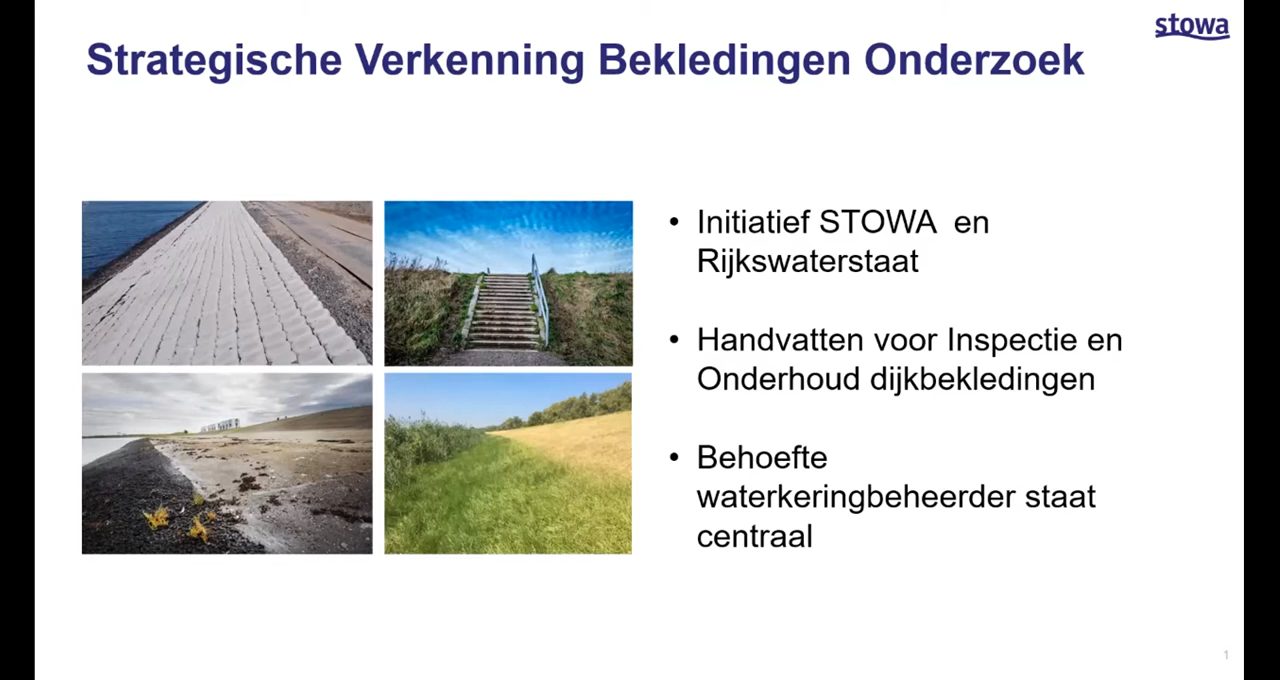 stowa
Strategische Verkenning Bekledingen Onderzoek
• Initiatief STOWA en
Rijkswaterstaat
• Handvatten voor Inspectie en
Onderhoud dijkbekledingen
• Behoefte
waterkeringbeheerder staat
centraal
1